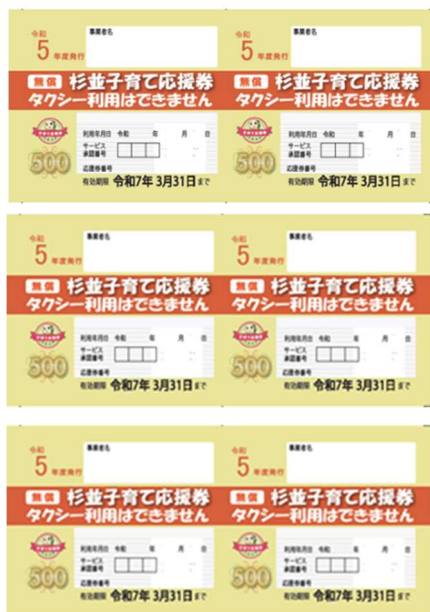 令和 事業者名 令和 事業者名
5 年度発行 5 年度発行
無償 杉並子育て応援券 無償 杉並子育て応援券
タクシー利用はできません タクシー利用はできません
利用年月日 令和 年 月 日 利用年月日 令和 年 月 日
サービス サービス
承認番号 承認番号
500 応援券番号 500 応援券番号
有効期限 令和7年 3月31日まで 有効期限 令和7年 3月31日まで
令和 事業者名 令和 事業者名
5 年度発行 5 年度発行
無償 杉並子育て応援券 無償 杉並子育て応援券
タクシー利用はできません タクシー利用はできません
利用年月日 令和 年 月 日 利用年月日 令和 年 月 日
サービス サービス
承認番号 承認番号
500 応援券番号 500 応援券番号
有効期限 令和7年 3月31日まで 有効期限 令和7年 3月31日まで
令和 事業者名 令和 事業者名
5 年度発行 5 年度発行
無償 杉並子育て応援券 無償 杉並子育て応援券
タクシー利用はできません タクシー利用はできません
利用年月日 令和 年 月 日 利用年月日 令和 年 月 日
サービス サービス
承認番号 承認番号
500 応援券番号 500 応援券番号
有効期限 令和7年 3月31日まで 有効期限 令和7年 3月31日まで